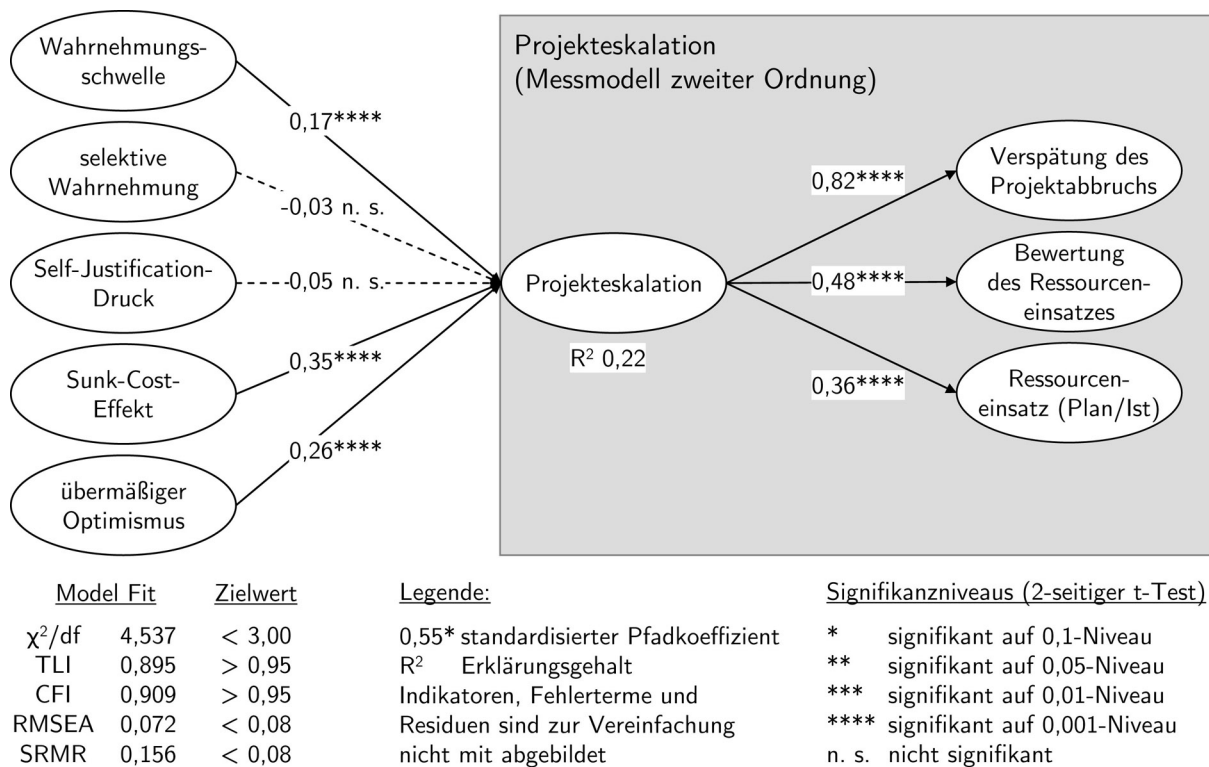 Wahrnehmungs-
schwelle
selektive
Wahrnehmung
Self-Justification-
Druck
Sunk-Cost-
Effekt
übermäßiger
Optimismus
0,17****
-0,03 n. s.
-0,05 n. s.
0,35****
0,26****
Projekteskalation
(Messmodell zweiter Ordnung)
Projekteskalation
R² 0,22
0,82****
0,48****
0,36****
Verspätung des
Projektabbruchs
Bewertung
des Ressourcen-
einsatzes
Ressourcen-
einsatz (Plan/Ist)
Model Fit Zielwert
χ²/df 4,537 < 3,00
TLI 0,895 > 0,95
CFI 0,909 > 0,95
RMSEA 0,072 < 0,08
SRMR 0,156 < 0,08
Legende:
0,55* standardisierter Pfadkoeffizient
R² Erklärungsgehalt
Indikatoren, Fehlerterme und
Residuen sind zur Vereinfachung
nicht mit abgebildet
Signifikanzniveaus (2-seitiger t-Test)
* signifikant auf 0,1-Niveau
** signifikant auf 0,05-Niveau
*** signifikant auf 0,01-Niveau
**** signifikant auf 0,001-Niveau
n. s. nicht signifikant